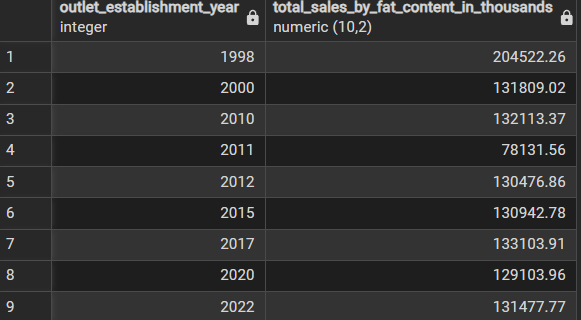 outlet_establishment_year total_sales_by_fat_content_in_thousands
integer numeric (10,2)
1 1998 204522.26
2 2000 131809.02
3 2010 132113.37
4 2011 78131.56
5 2012 130476.86
6 2015 130942.78
7 2017 133103.91
8 2020 129103.96
9 2022 131477.77